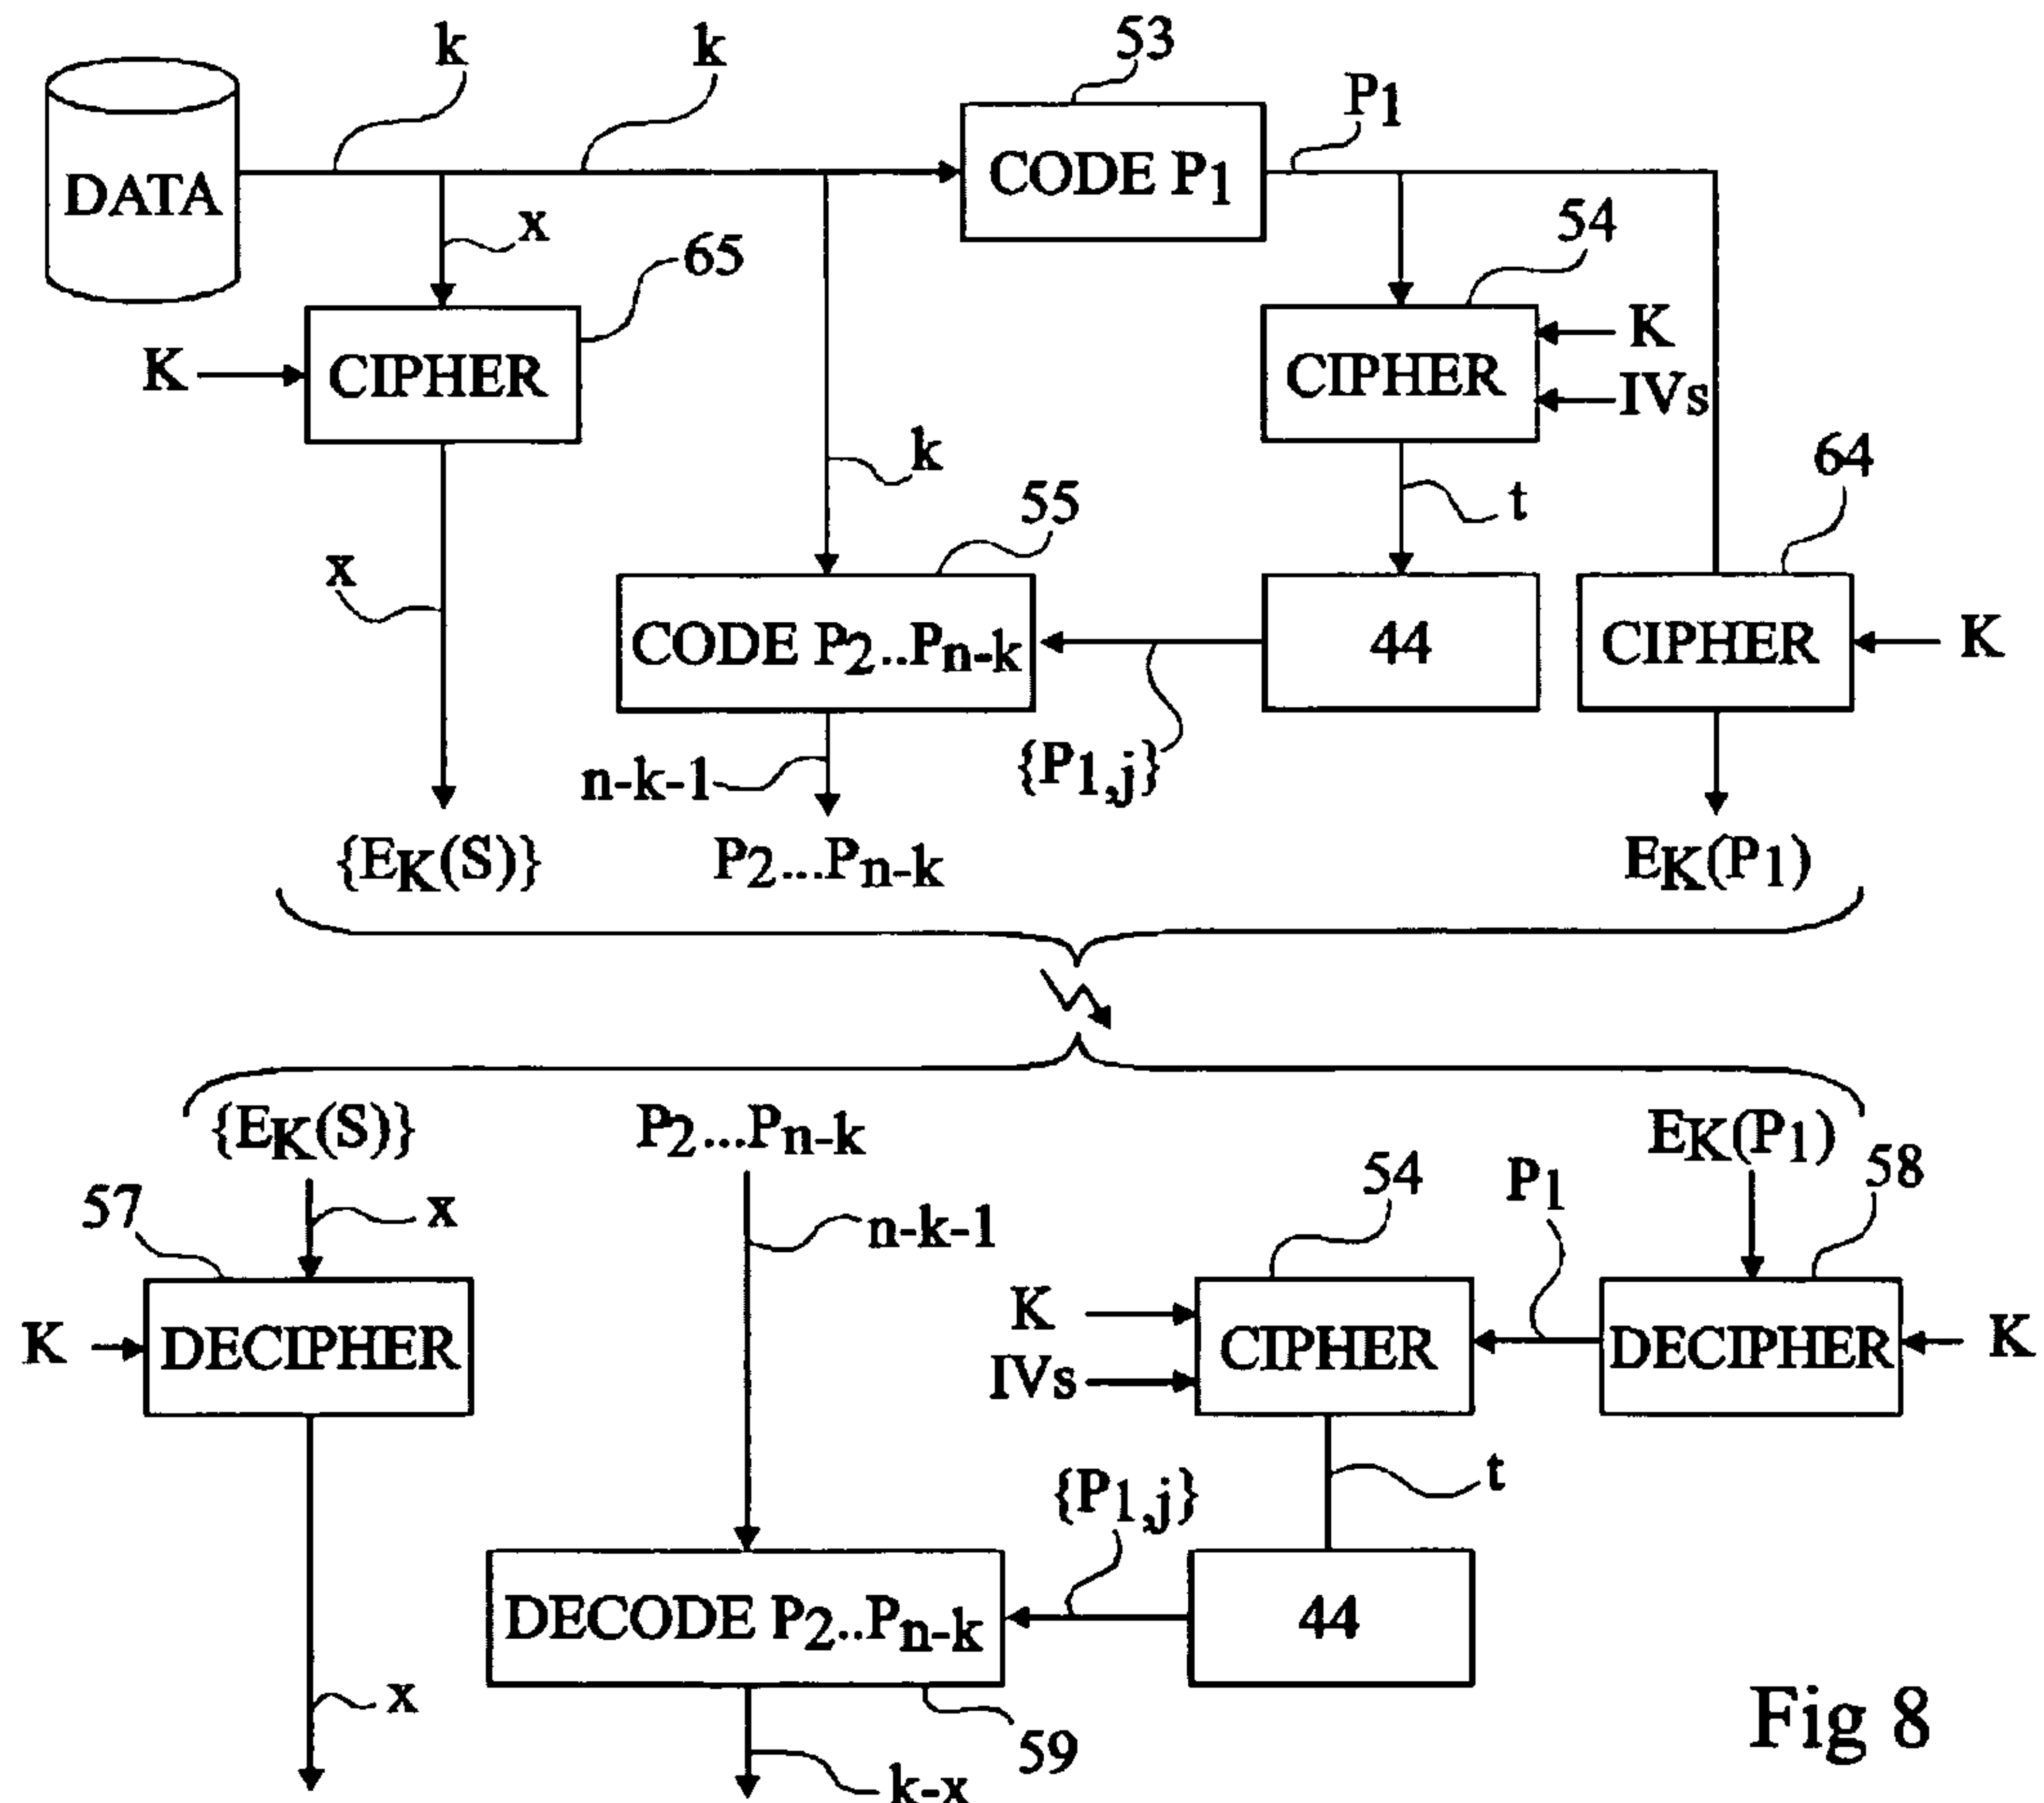 k
k
53
P1
DATA
CODE P1
x
65
54
K
CIPHER
CIPHER
K
IVs
k
64
x
55
t
CODE P2..Pn-k
44
CIPHER
K
n-k-1
{P1,j}
{EK(S)}
P2...Pn-k
EK(P1)
{EK(S)}
P2...Pn-k
EK(P1)
57
x
n-k-1
54
P1
58
K
DECIPHER
K
IVs
CIPHER
DECIPHER
K
{P1,j}
t
DECODE P2..Pn-k
44
x
59
k-x
Fig 8